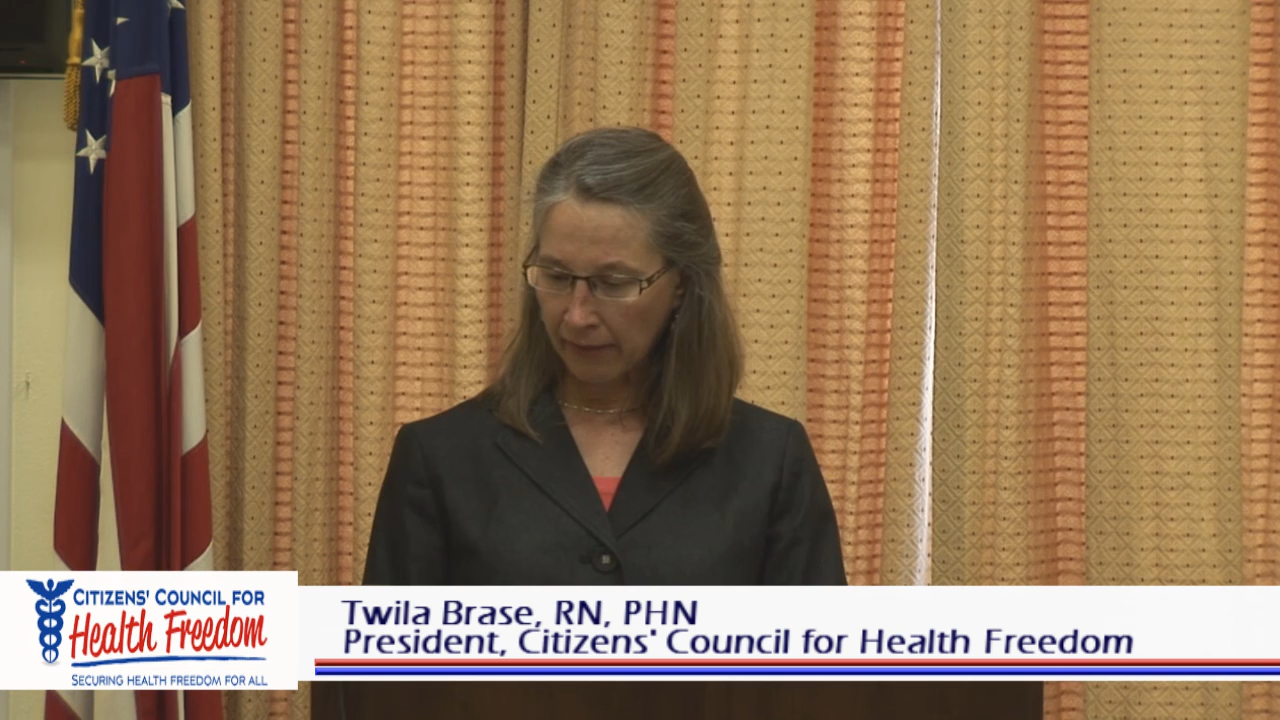 CITIZENS' COUNCIL FOR
Health Freedom
SECURING HEALTH FREEDOM FOR ALL
Twila Brase, RN, PHN
President, Citizens' Council for Health Freedom